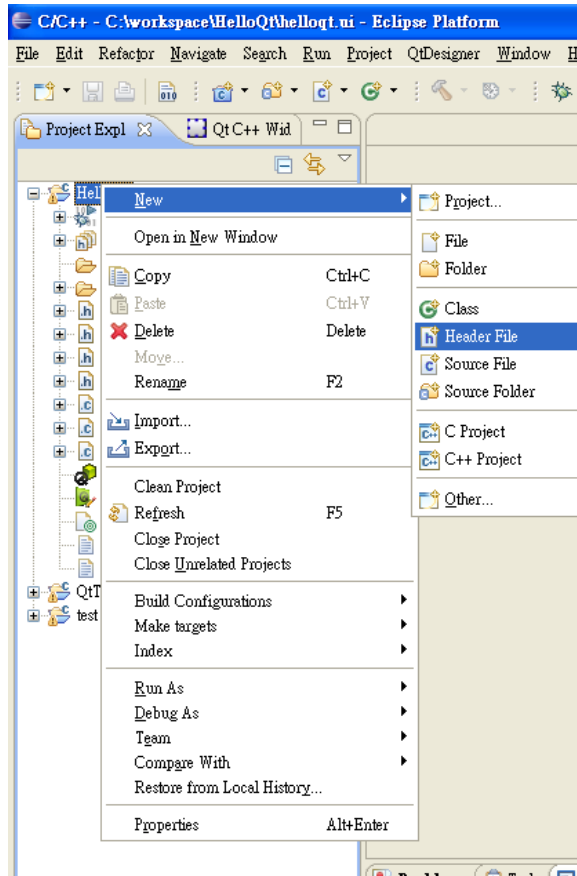 C/C++ - C:\workspace\HelloQt\helloqt.ui - Eclipse Platform
File Edit Refactor Navigate Search Run Project QtDesigner Window H
Project Expl Qt C++ Wid
Hel
New
Open in New Window
Copy Ctrl+C
Paste Ctrl+V
Delete Delete
Move...
Rename F2
Import...
Export...
Clean Project
Refresh F5
Close Project
Close Unrelated Projects
Build Configurations
Make targets
Index
Run As
Debug As
Team
Compare With
Restore from Local History...
Properties Alt+Enter
Project...
File
Folder
Class
Header File
Source File
Source Folder
C Project
C++ Project
Other...
QtT
test